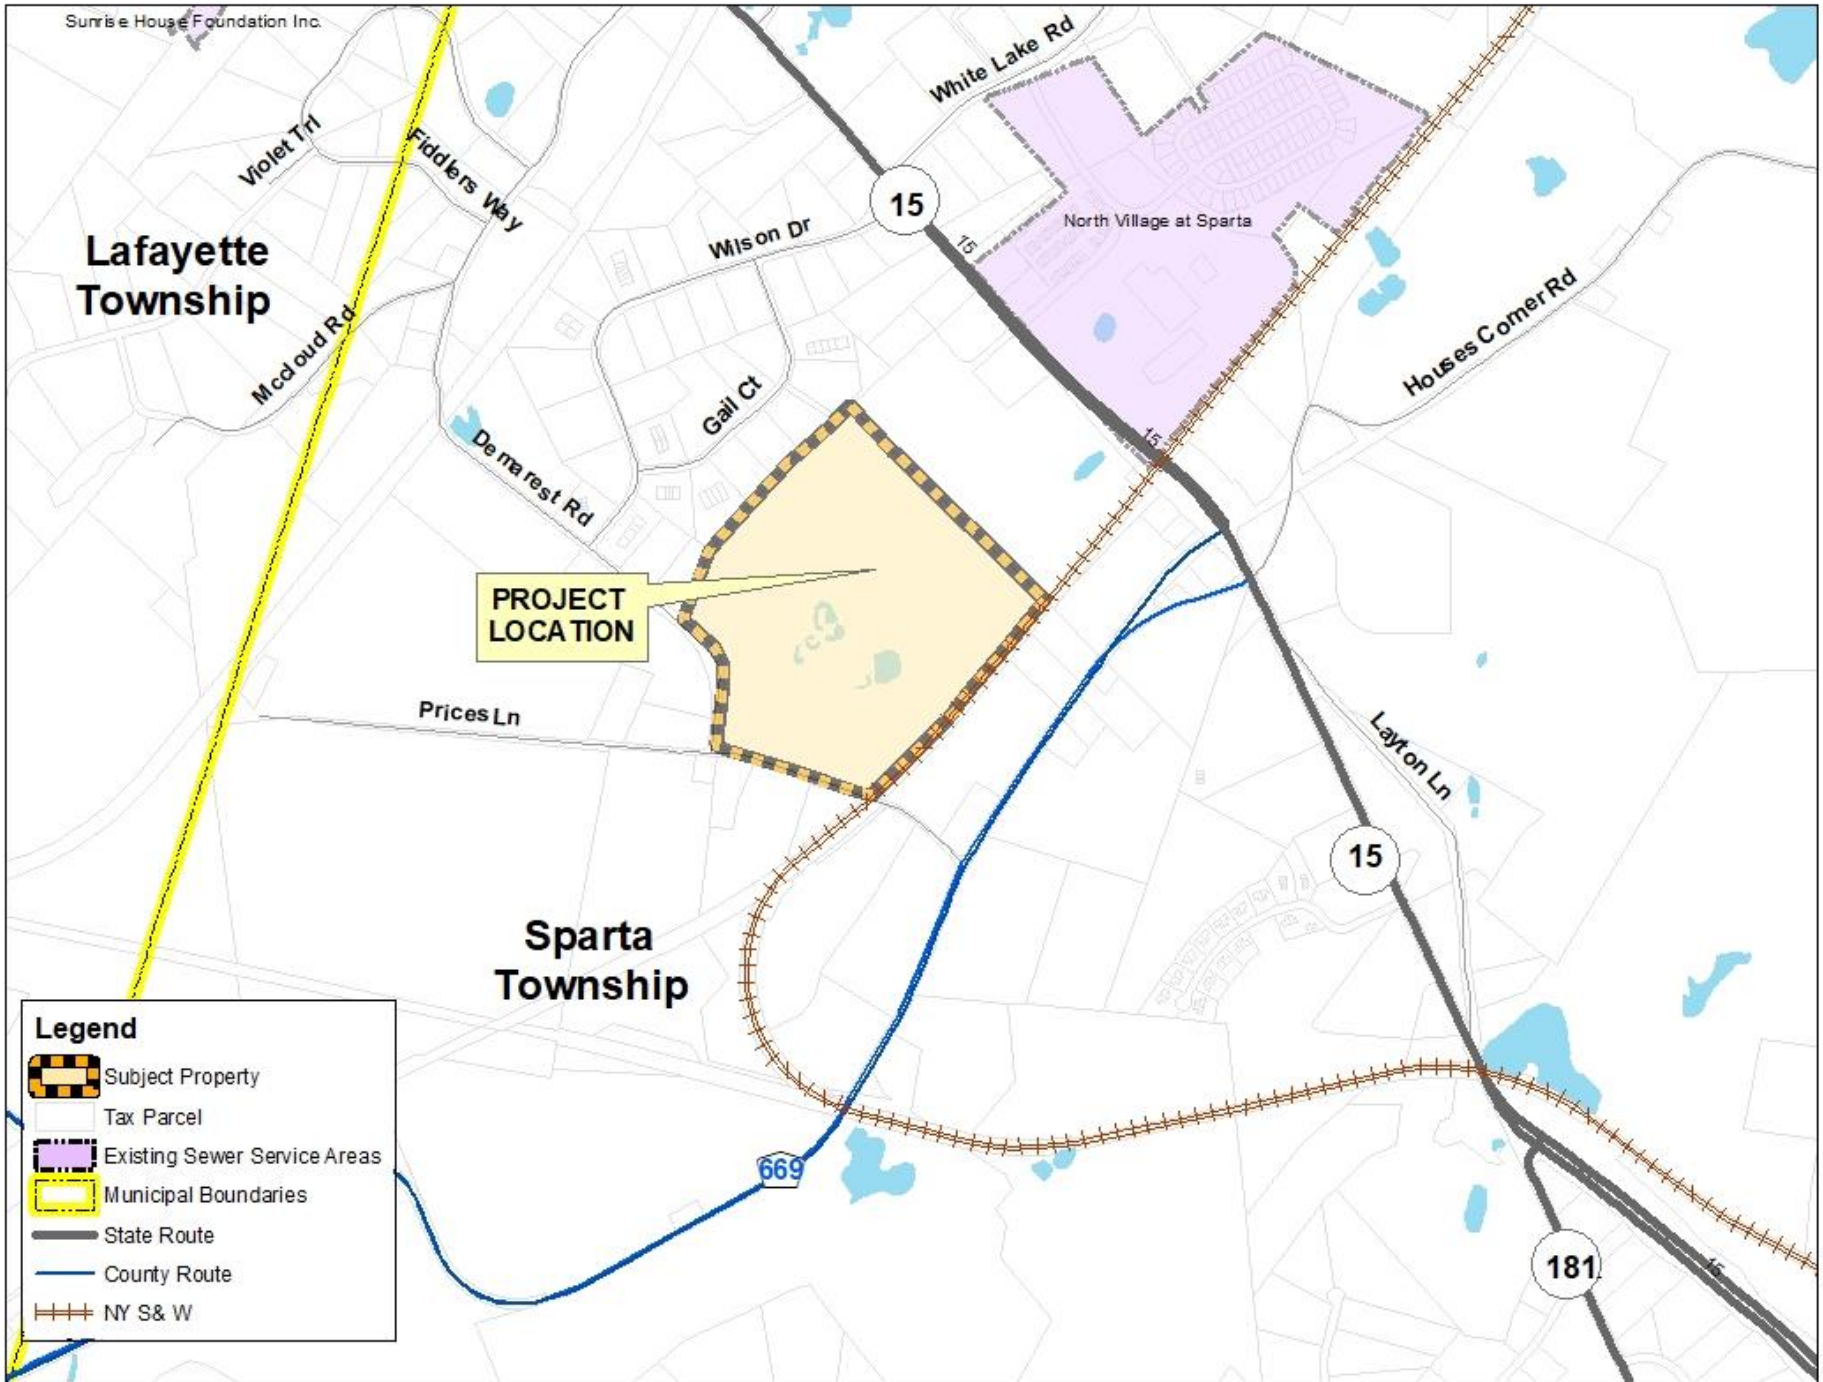 Sunrise House Foundation Inc.
White Lake Rd
Violet Trl
Fiddlers Way
15
15
North Village at Sparta
Wilson Dr
Lafayette
Township
Mcloud Rd
Houses Corner Rd
Gail Ct
15
Demarest Rd
PROJECT
LOCATION
Prices Ln
Layton Ln
15
Sparta
Township
669
181
15
Legend
Subject Property
Tax Parcel
Existing Sewer Service Areas
Municipal Boundaries
State Route
County Route
NY S& W